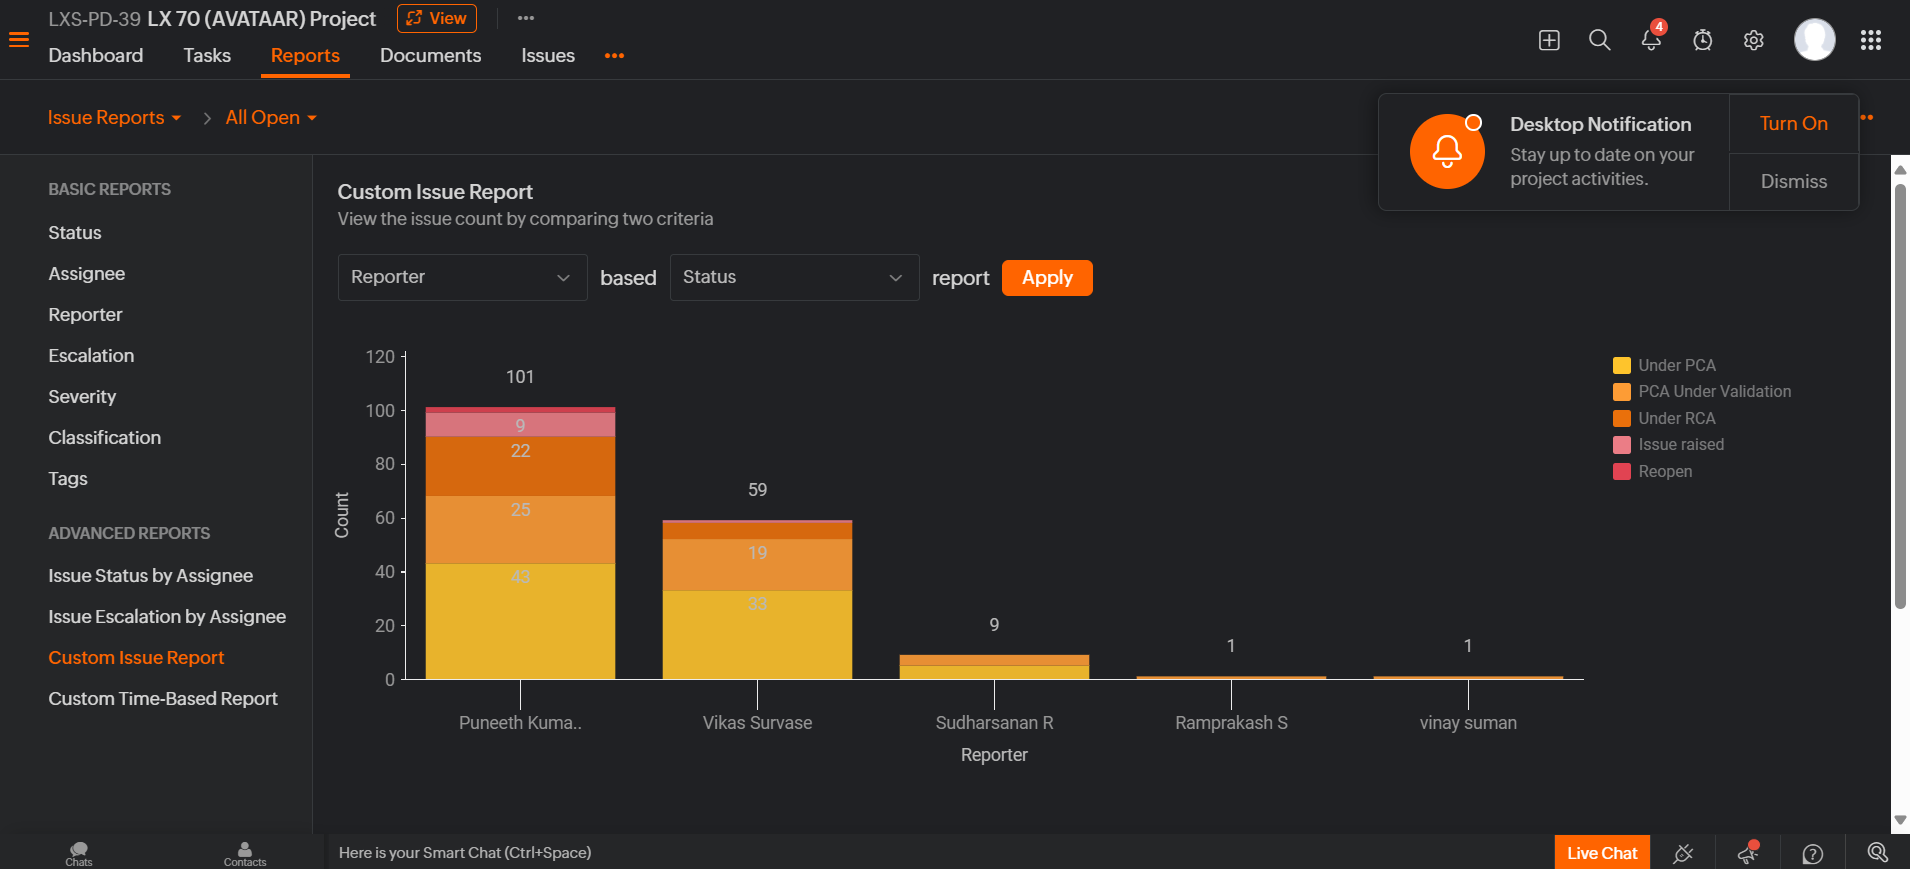 LXS-PD-39 LX 70 (AVATAAR) Project View
Dashboard Tasks Reports Documents Issues
4
Issue Reports All Open
Desktop Notification
Stay up to date on your
project activities.
Turn On
Dismiss
BASIC REPORTS
Status
Assignee
Reporter
Escalation
Severity
Classification
Tags
ADVANCED REPORTS
Issue Status by Assignee
Issue Escalation by Assignee
Custom Issue Report
Custom Time-Based Report
Custom Issue Report
View the issue count by comparing two criteria
Reporter based Status report Apply
Count
120
100
80
60
40
20
0
101
9
22
25
43
59
19
33
9
1
1
Puneeth Kuma.. Vikas Survase Sudharsanan R Ramprakash S vinay suman
Reporter
Under PCA
PCA Under Validation
Under RCA
Issue raised
Reopen
Chats Contacts Here is your Smart Chat (Ctrl+Space) Live Chat